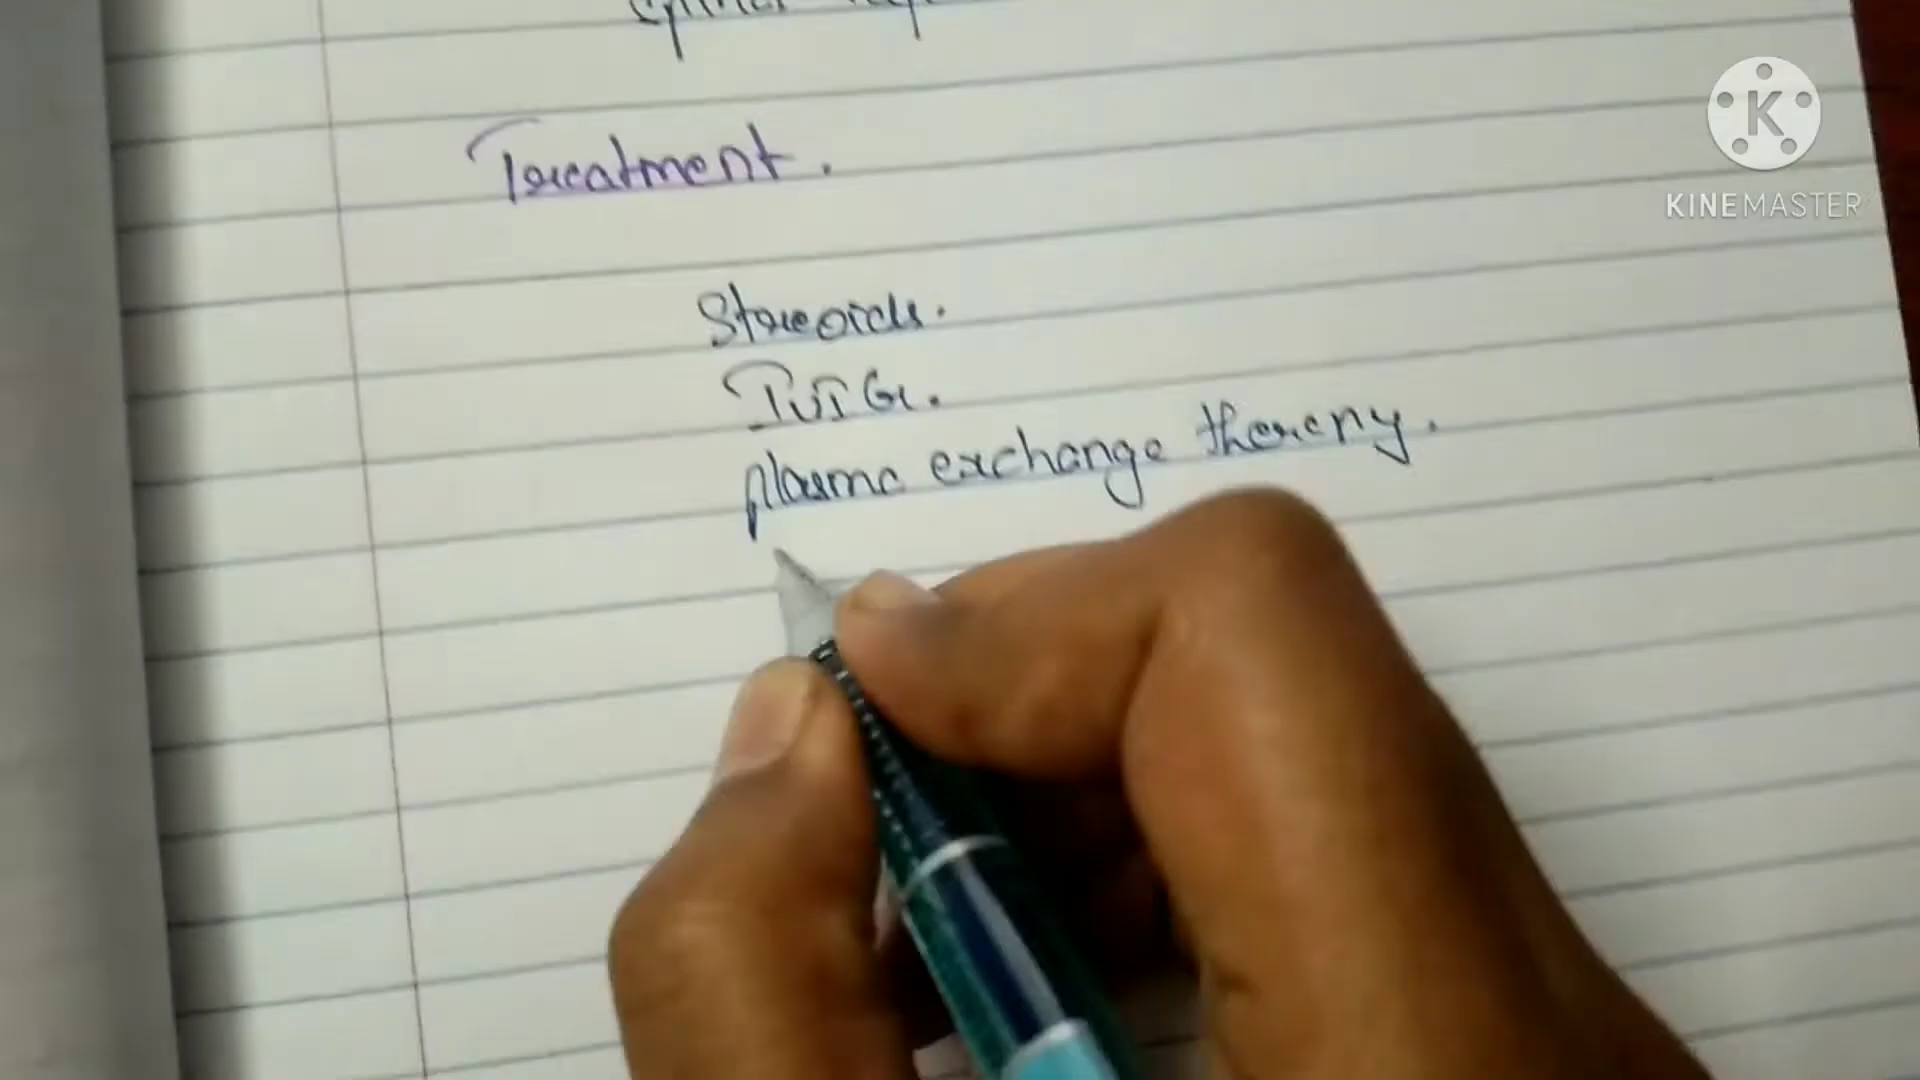 Treatment.
Steroids.
IVIG.
plasma exchange therapy.
K
KINEMASTER